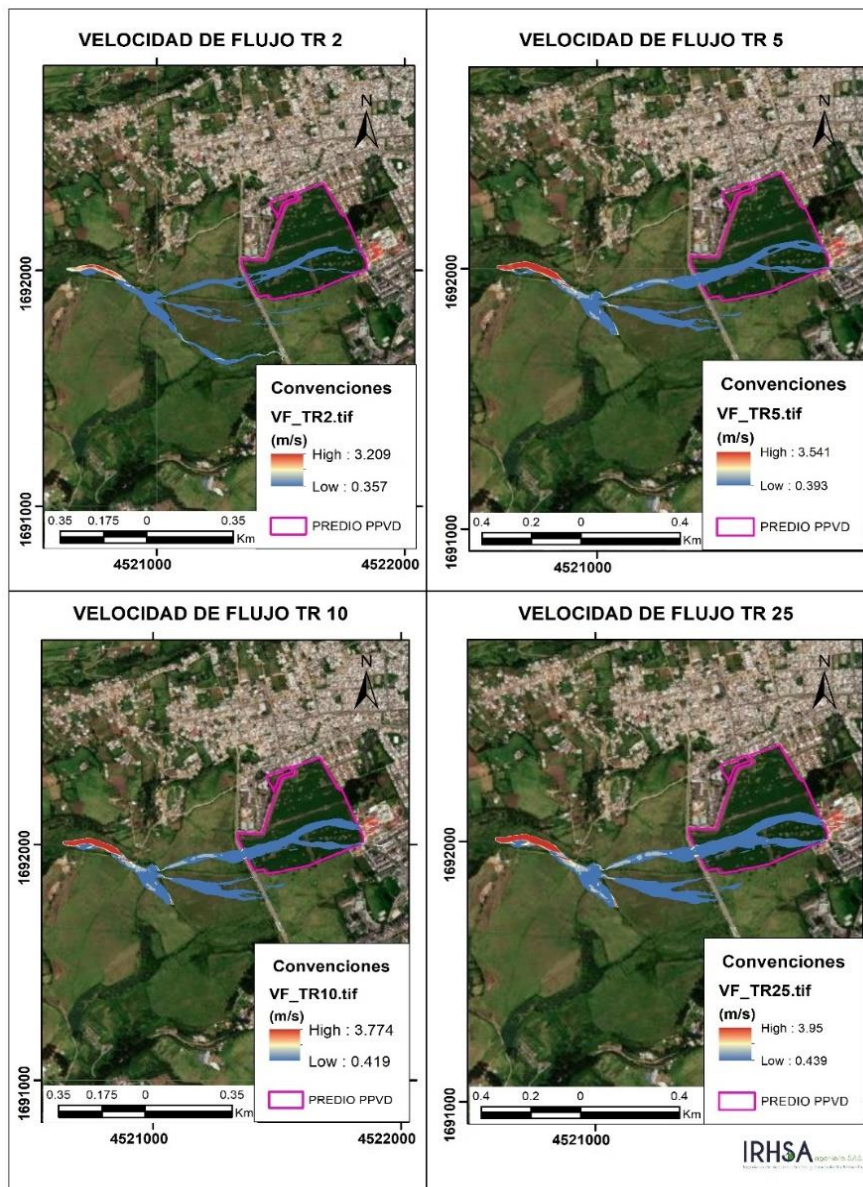 VELOCIDAD DE FLUJO TR 2
N
1692000
1691000
Convenciones
VF_TR2.tif
(m/s)
High : 3.209
Low : 0.357
PREDIO PPVD
0.35 0.175 0 0.35
Km
4521000 4522000
VELOCIDAD DE FLUJO TR 5
N
1692000
1691000
Convenciones
VF_TR5.tif
(m/s)
High : 3.541
Low : 0.393
PREDIO PPVD
0.4 0.2 0 0.4
Km
4521000
VELOCIDAD DE FLUJO TR 10
N
1692000
1691000
Convenciones
VF_TR10.tif
(m/s)
High : 3.774
Low : 0.419
PREDIO PPVD
0.35 0.175 0 0.35
Km
4521000 4522000
VELOCIDAD DE FLUJO TR 25
N
1692000
1691000
Convenciones
VF_TR25.tif
(m/s)
High : 3.95
Low : 0.439
PREDIO PPVD
0.4 0.2 0 0.4
Km
4521000
IRHSA Ingeniería S.A.S.